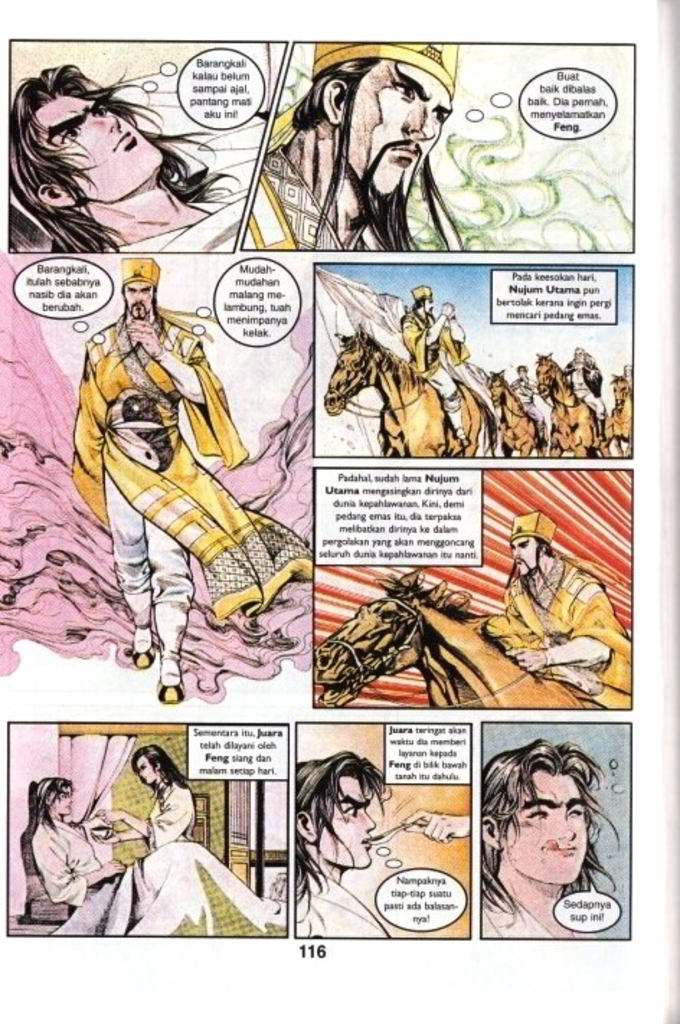 Barangkali
kalau belum
sampai ajal,
pantang mati
aku ini!
Buat
baik dibalas
baik. Dia pernah,
menyelamatkan
Feng.
Barangkali,
itulah sebabnya
nasib dia akan
berubah.
Mudah-
mudahan
malang me-
lambung, tuah
menimpanya
kelak.
Pada keesokan hari,
Nujum Utama pun
bertolak kerana ingin pergi
mencari pedang emas.
Padahal, sudah lama Nujum
Utama mengasingkan dirinya dari
dunia kepahlawanan. Kini, demi
pedang emas itu, dia terpaksa
melibatkan dirinya ke dalam
pergolakan yang akan menggoncang
seluruh dunia kepahlawanan itu nanti.
Sementara itu, Juara
telah dilayani oleh
Feng siang dan
malam setiap hari.
Juara teringat akan
waktu dia memberi
layanan kepada
Feng di bilik bawah
tanah itu dahulu.
Nampaknya
tiap-tiap suatu
pasti ada balasan-
nya!
Sedapnya
sup ini!
116